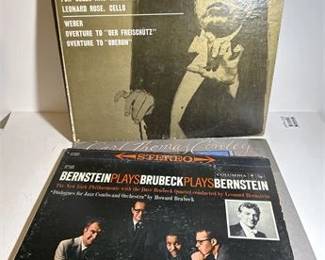 LEONARD ROSE, CELLO
WEBER
OVERTURE TO "DER FREISCHÜTZ"
OVERTURE TO "OBERON"
STEREO
BERNSTEIN PLAYS BRUBECK PLAYS BERNSTEIN
COLUMBIA
The New York Philharmonic with the Dave Brubeck Quartet conducted by Leonard Bernstein
"Dialogues for Jazz Combo and Orchestra" by Howard Brubeck